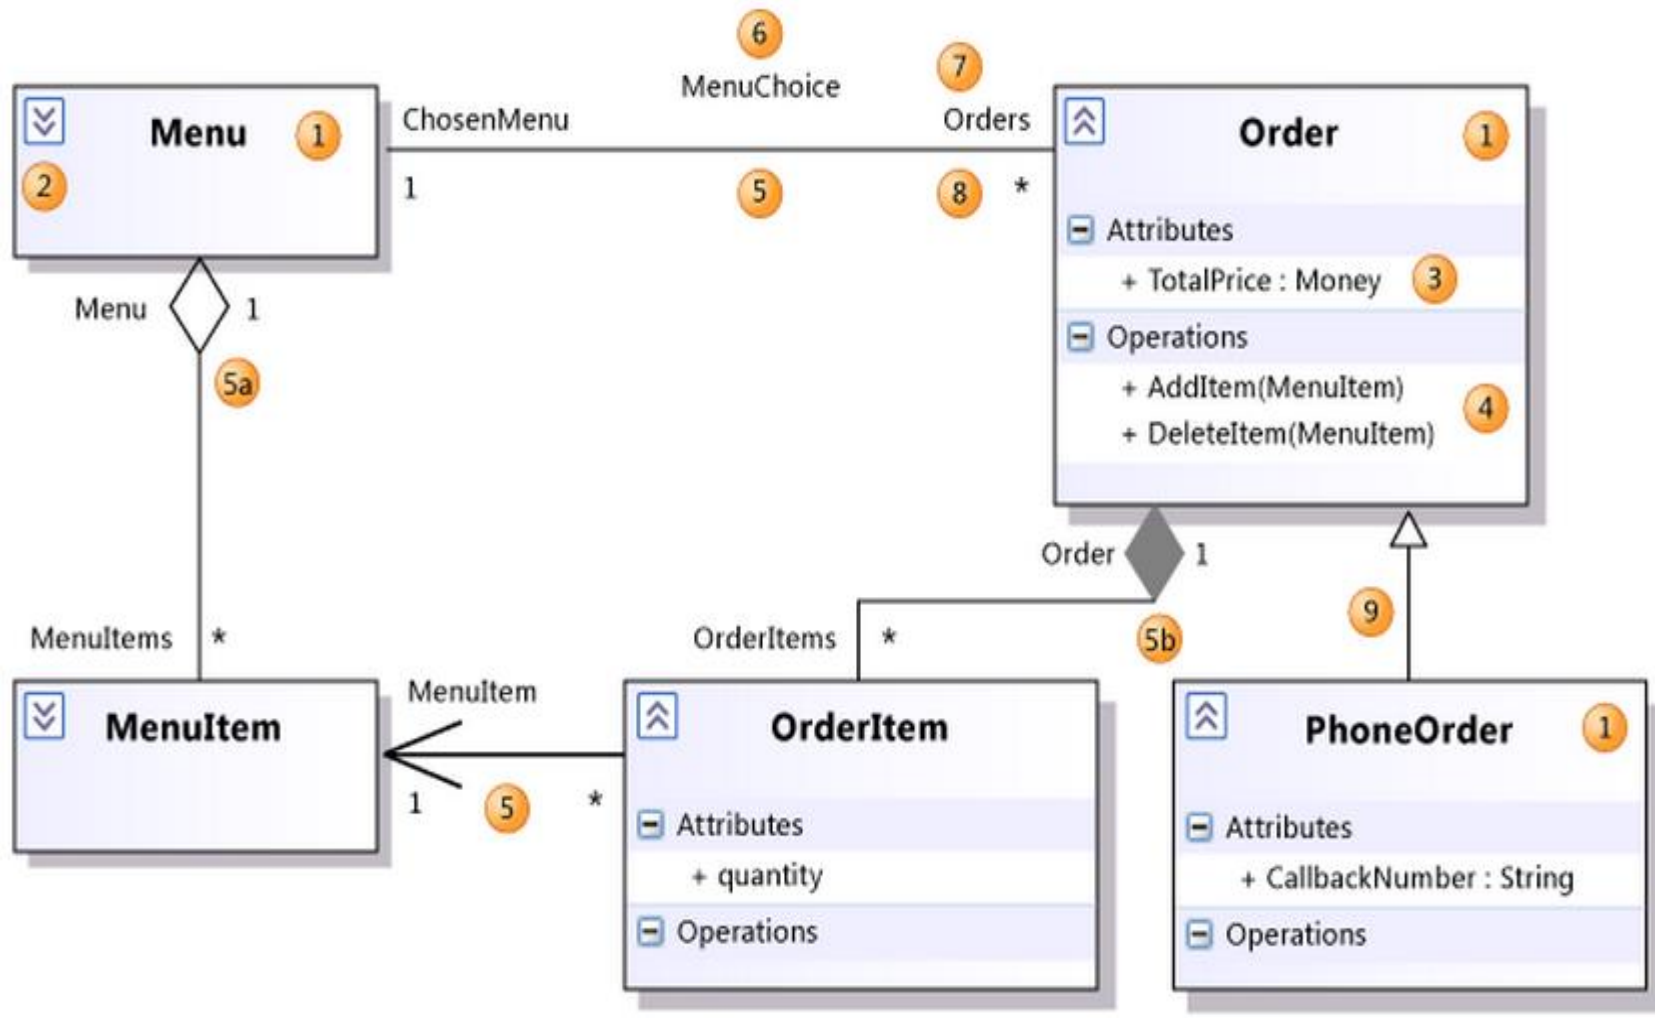 6
MenuChoice
7
Menu
1
2
ChosenMenu
Orders
1
5
8
*
Order
1
Attributes
+ TotalPrice : Money
3
Operations
+ AddItem(MenuItem)
+ DeleteItem(MenuItem)
4
Menu
1
5a
MenuItems
*
Order
1
OrderItems
*
5b
9
MenuItem
MenuItem
1
5
*
OrderItem
Attributes
+ quantity
Operations
PhoneOrder
1
Attributes
+ CallbackNumber : String
Operations